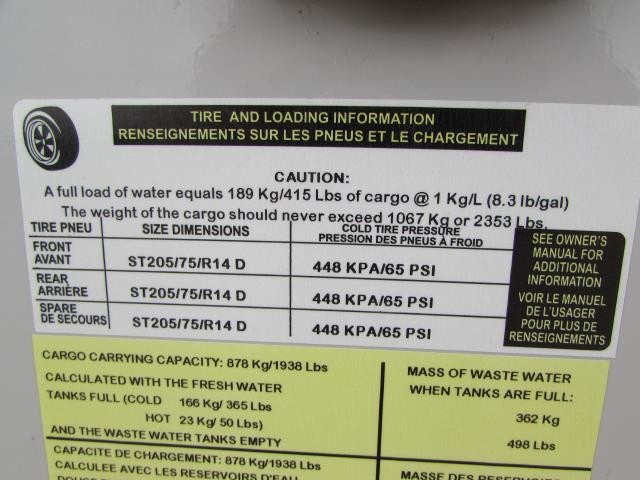 TIRE AND LOADING INFORMATION
RENSEIGNEMENTS SUR LES PNEUS ET LE CHARGEMENT
CAUTION:
A full load of water equals 189 Kg/415 Lbs of cargo @ 1 Kg/L (8.3 lb/gal)
The weight of the cargo should never exceed 1067 Kg or 2353 Lbs.
TIRE PNEU SIZE DIMENSIONS COLD TIRE PRESSURE
PRESSION DES PNEUS À FROID
FRONT
AVANT ST205/75/R14 D 448 KPA/65 PSI
REAR
ARRIÈRE ST205/75/R14 D 448 KPA/65 PSI
SPARE
DE SECOURS ST205/75/R14 D 448 KPA/65 PSI
SEE OWNER'S
MANUAL FOR
ADDITIONAL
INFORMATION
VOIR LE MANUEL
DE L'USAGER
POUR PLUS DE
RENSEIGNEMENTS
CARGO CARRYING CAPACITY: 878 Kg/1938 Lbs
CALCULATED WITH THE FRESH WATER
TANKS FULL (COLD 166 Kg/ 365 Lbs
HOT 23 Kg/ 50 Lbs)
AND THE WASTE WATER TANKS EMPTY
MASS OF WASTE WATER
WHEN TANKS ARE FULL:
362 Kg
498 Lbs
CAPACITE DE CHARGEMENT: 878 Kg/1938 Lbs
CALCULEE AVEC LES RESERVOIRS D'EAU
MASSE DES RESERVOIRS